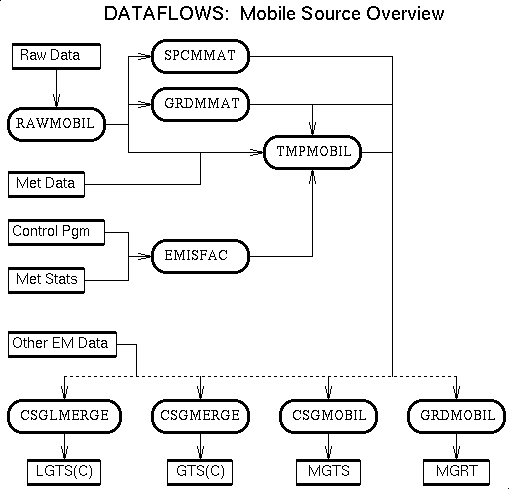 DATAFLOWS: Mobile Source Overview
Raw Data
SPCMMAT
GRDMMAT
RAWMOBIL
TMPMOBIL
Met Data
Control Pgm
EMISFAC
Met Stats
Other EM Data
CSGLMERGE
CSGMERGE
CSGMOBIL
GRDMOBIL
LGTS(C)
GTS(C)
MGTS
MGRT